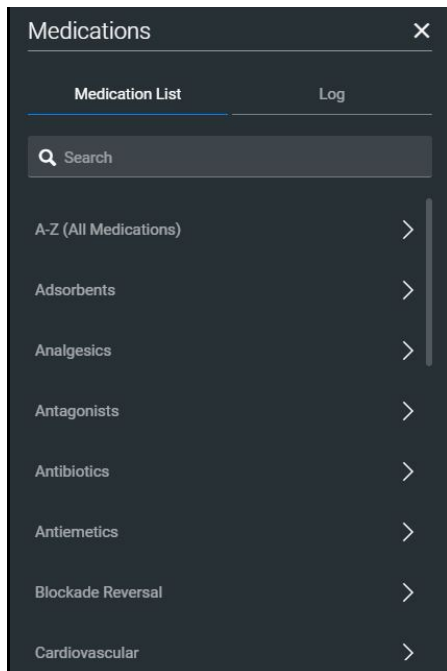 Medications
Medication List
Log
Search
A-Z (All Medications)
Adsorbents
Analgesics
Antagonists
Antibiotics
Antiemetics
Blockade Reversal
Cardiovascular